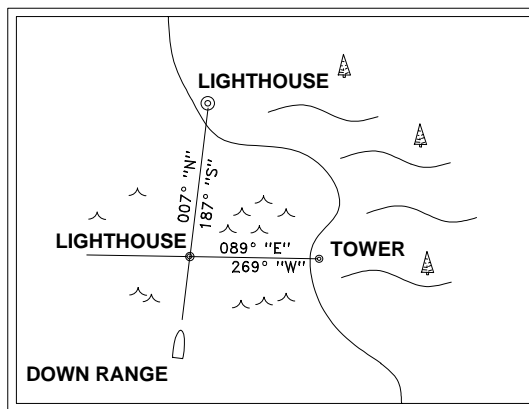 LIGHTHOUSE
007° "N"
187° "S"
LIGHTHOUSE
089° "E"
269° "W"
TOWER
DOWN RANGE